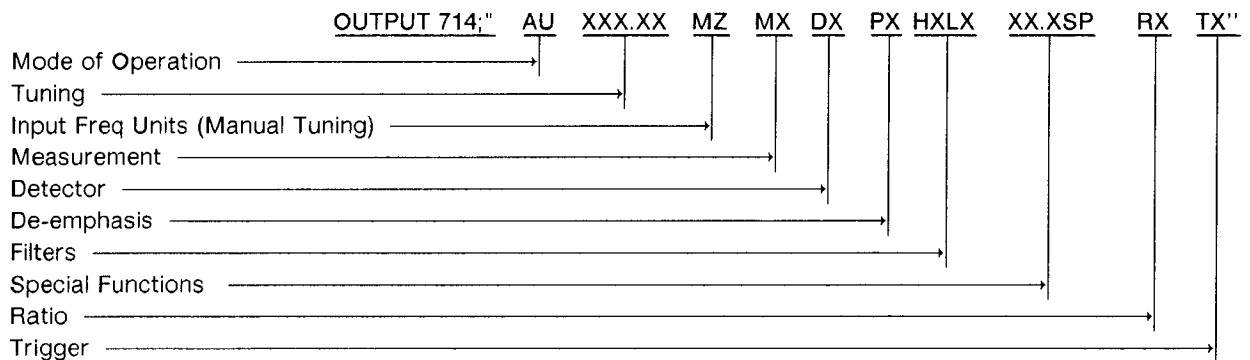 OUTPUT 714;" AU XXX.XX MZ MX DX PX HXLX XX.XSP RX TX''
Mode of Operation
Tuning
Input Freq Units (Manual Tuning)
Measurement
Detector
De-emphasis
Filters
Special Functions
Ratio
Trigger